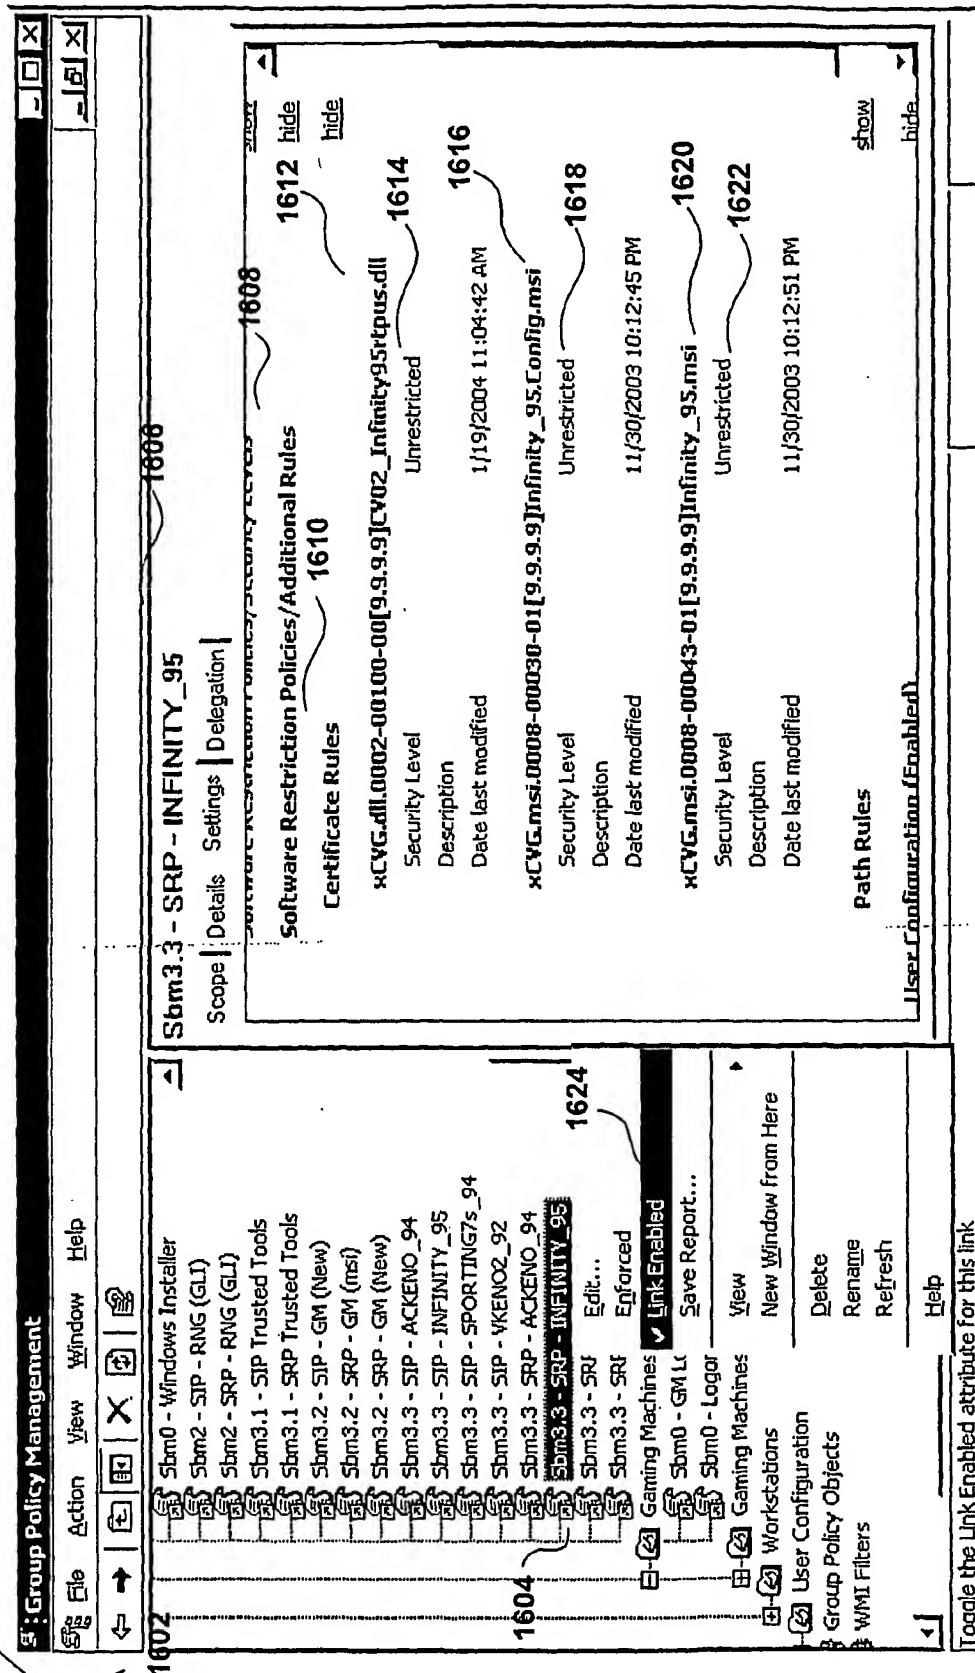 Group Policy Management
File Action View Window Help
1602
Sbm0 - Windows Installer
Sbm2 - SIP - RNG (GLI)
Sbm2 - SRP - RNG (GLI)
Sbm3.1 - SIP Trusted Tools
Sbm3.1 - SRP Trusted Tools
Sbm3.2 - SIP - GM (New)
Sbm3.2 - SRP - GM (msi)
Sbm3.2 - SRP - GM (New)
Sbm3.3 - SIP - ACKENO_94
Sbm3.3 - SIP - INFINITY_95
Sbm3.3 - SIP - SPORTING7s_94
Sbm3.3 - SIP - VKENO2_92
Sbm3.3 - SRP - ACKENO_94
Sbm3.3 - SRP - INFINITY_95
1604
Sbm3.3 - SRF
Sbm3.3 - SRF
Gaming Machines
Sbm0 - GM Lo
Sbm0 - Logor
Gaming Machines
Workstations
User Configuration
Group Policy Objects
WMI Filters
Edit...
Enforced
Link Enabled
1624
Save Report...
View
New Window from Here
Delete
Rename
Refresh
Help
Toggle the Link Enabled attribute for this link
1606
Sbm3.3 - SRP - INFINITY_95
Scope Details Settings Delegation
Software Restriction Policies/Security Levels show
1608
Software Restriction Policies/Additional Rules hide
1610
Certificate Rules hide
1612
xCVG.dll.0002-00100-00[9.9.9.9]CV02_Infinity95rtpus.dll
Security Level Unrestricted 1614
Description
Date last modified 1/19/2004 11:04:42 AM
1616
xCVG.msi.0008-00030-01[9.9.9.9]Infinity_95.Config.msi
Security Level Unrestricted 1618
Description
Date last modified 11/30/2003 10:12:45 PM
xCVG.msi.0008-00043-01[9.9.9.9]Infinity_95.msi 1620
Security Level Unrestricted 1622
Description
Date last modified 11/30/2003 10:12:51 PM
Path Rules show
User Configuration (Enabled) hide